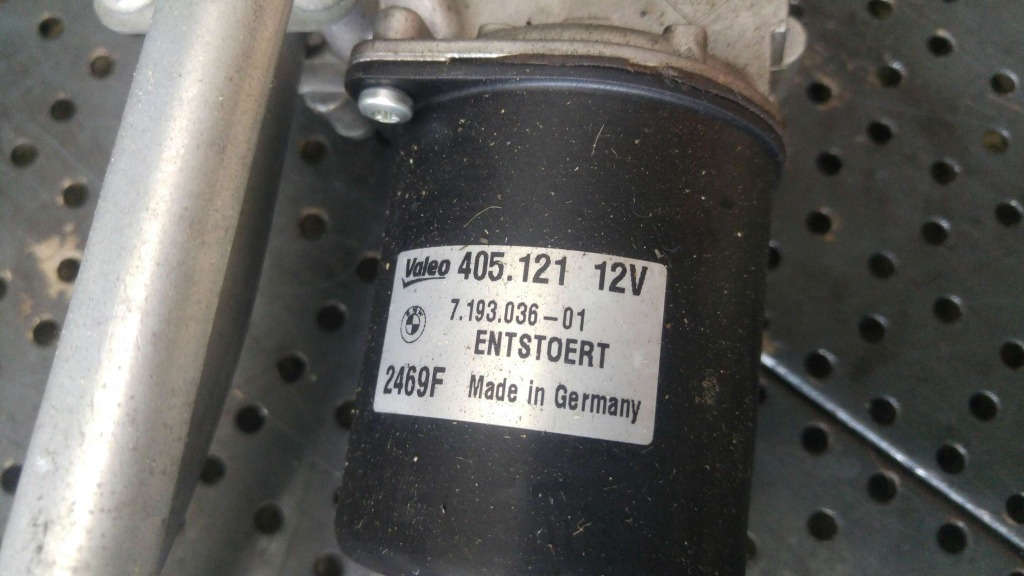 Valeo 405.121 12V
7.193.036-01
ENTSTOERT
2469F Made in Germany